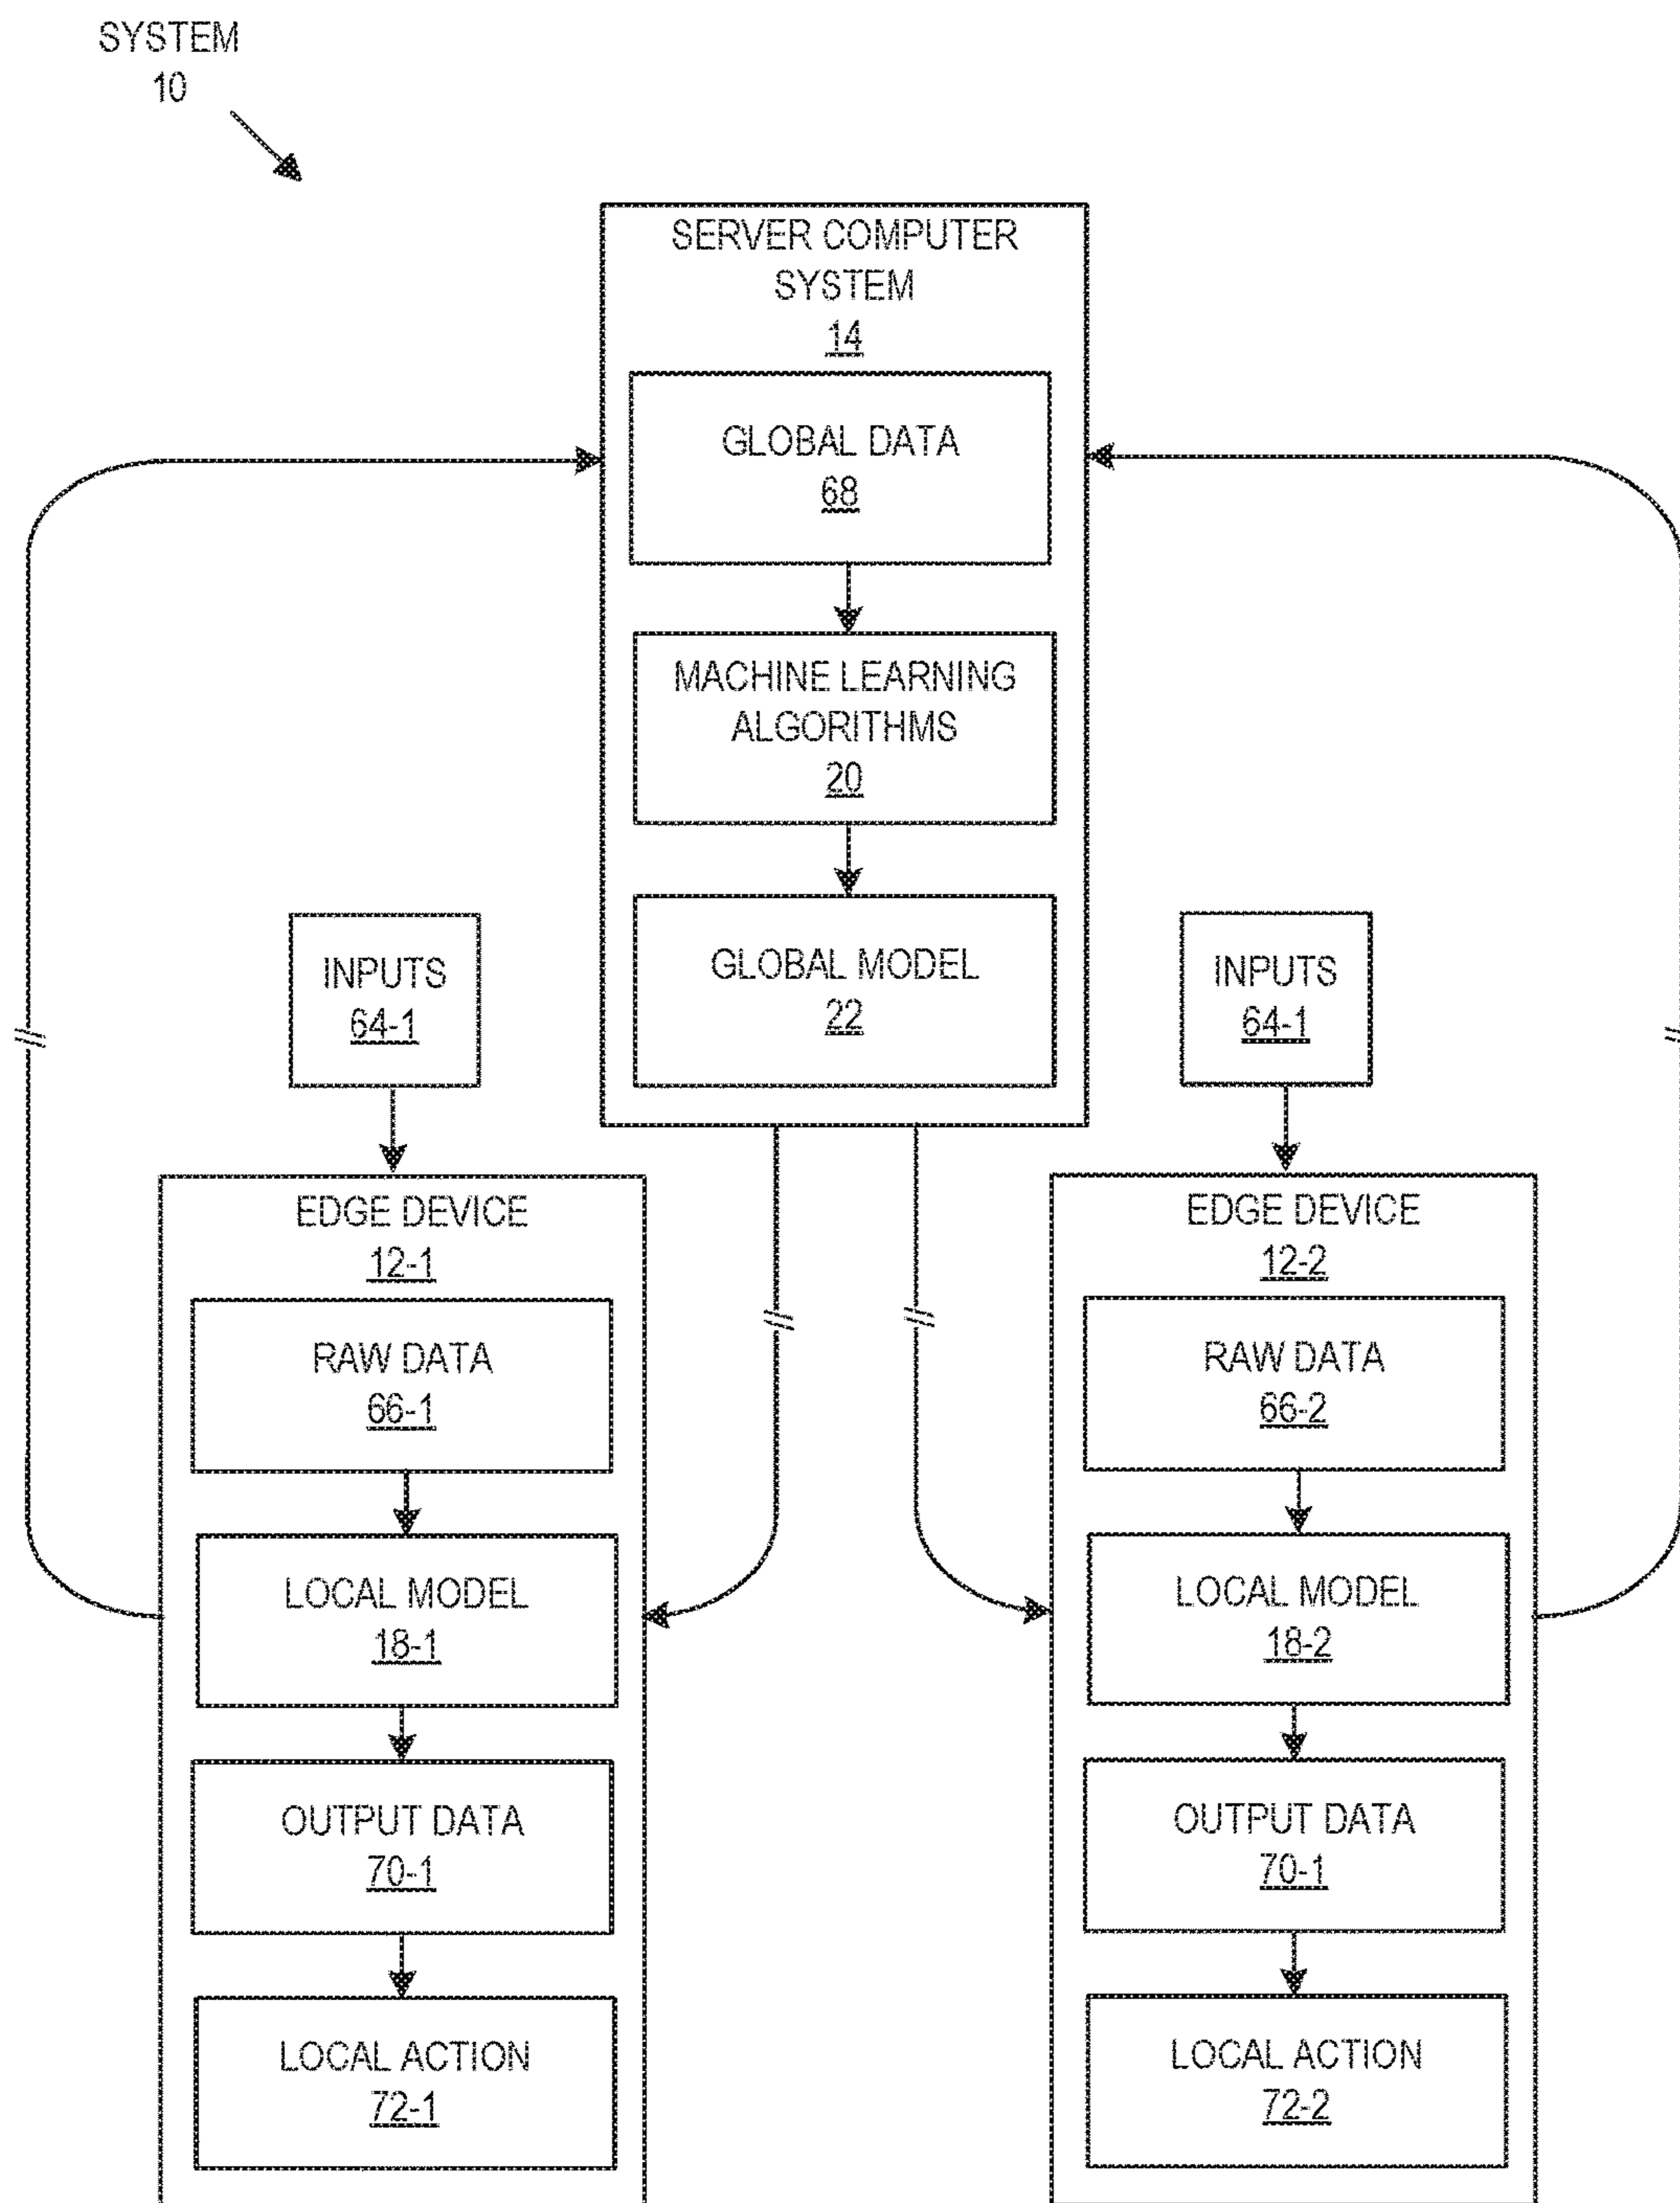 SYSTEM
10
SERVER COMPUTER
SYSTEM
14
GLOBAL DATA
68
MACHINE LEARNING
ALGORITHMS
20
GLOBAL MODEL
22
INPUTS
64-1
INPUTS
64-1
EDGE DEVICE
12-1
RAW DATA
66-1
LOCAL MODEL
18-1
OUTPUT DATA
70-1
LOCAL ACTION
72-1
EDGE DEVICE
12-2
RAW DATA
66-2
LOCAL MODEL
18-2
OUTPUT DATA
70-1
LOCAL ACTION
72-2